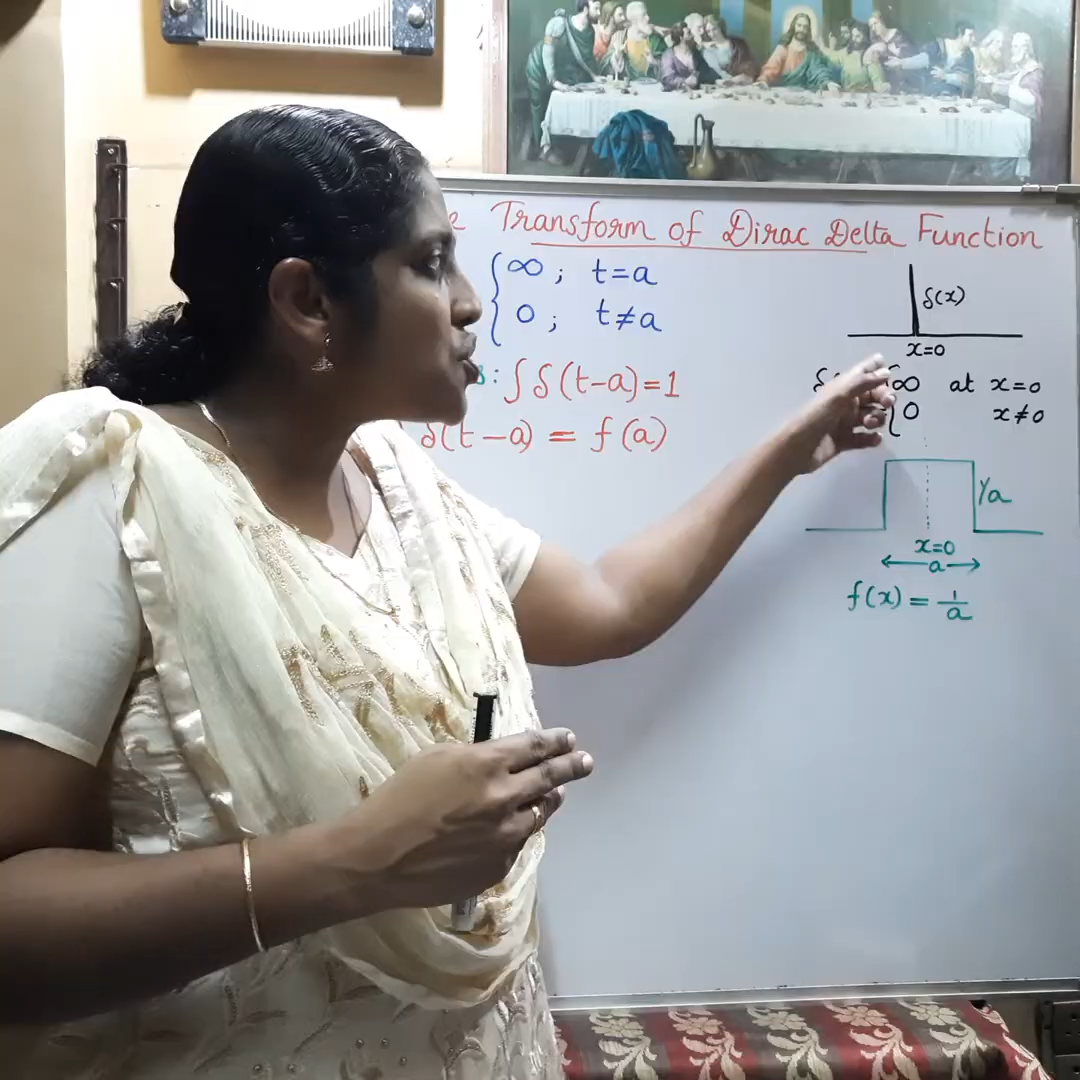 Transform of Dirac Delta Function
{∞ ; t=a
0 ; t≠a
: ∫ δ(t-a)=1
δ(t-a) = f(a)
δ(x)
x=0
{∞ at x=0
0 x≠0
1/a
x=0
a
f(x) = 1/a